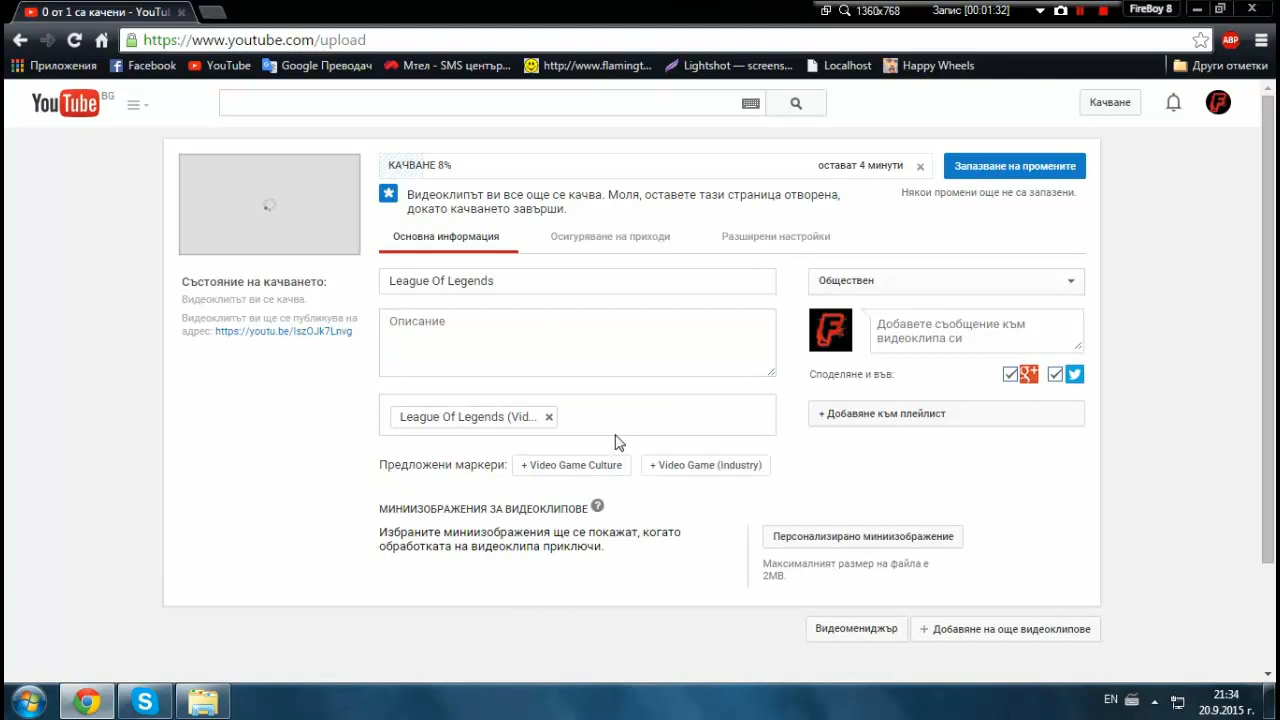 0 от 1 са качени - YouTu
1360x768
Запис [00:01:32]
FireBoy 8
https://www.youtube.com/upload
ABP
Приложения
Facebook
YouTube
Google Преводач
Мтел - SMS център...
http://www.flamingt...
Lightshot — screens...
Localhost
Happy Wheels
Други отметки
YouTube BG
Качване
КАЧВАНЕ 8%
остават 4 минути
Запазване на промените
Видеоклипът ви все още се качва. Моля, оставете тази страница отворена,
докато качването завърши.
Някои промени още не са запазени.
Основна информация
Осигуряване на приходи
Разширени настройки
Състояние на качването:
Видеоклипът ви се качва.
Видеоклипът ви ще се публикува на
адрес: https://youtu.be/IszOJk7Lnvg
League Of Legends
Обществен
Описание
Добавете съобщение към
видеоклипа си
Споделяне и във:
League Of Legends (Vid...
+ Добавяне към плейлист
Предложени маркери:
+ Video Game Culture
+ Video Game (Industry)
МИНИИЗОБРАЖЕНИЯ ЗА ВИДЕОКЛИПОВЕ
Избраните миниизображения ще се покажат, когато
обработката на видеоклипа приключи.
Персонализирано миниизображение
Максималният размер на файла е
2MB.
Видеомениджър
+ Добавяне на още видеоклипове
EN
21:34
20.9.2015 г.